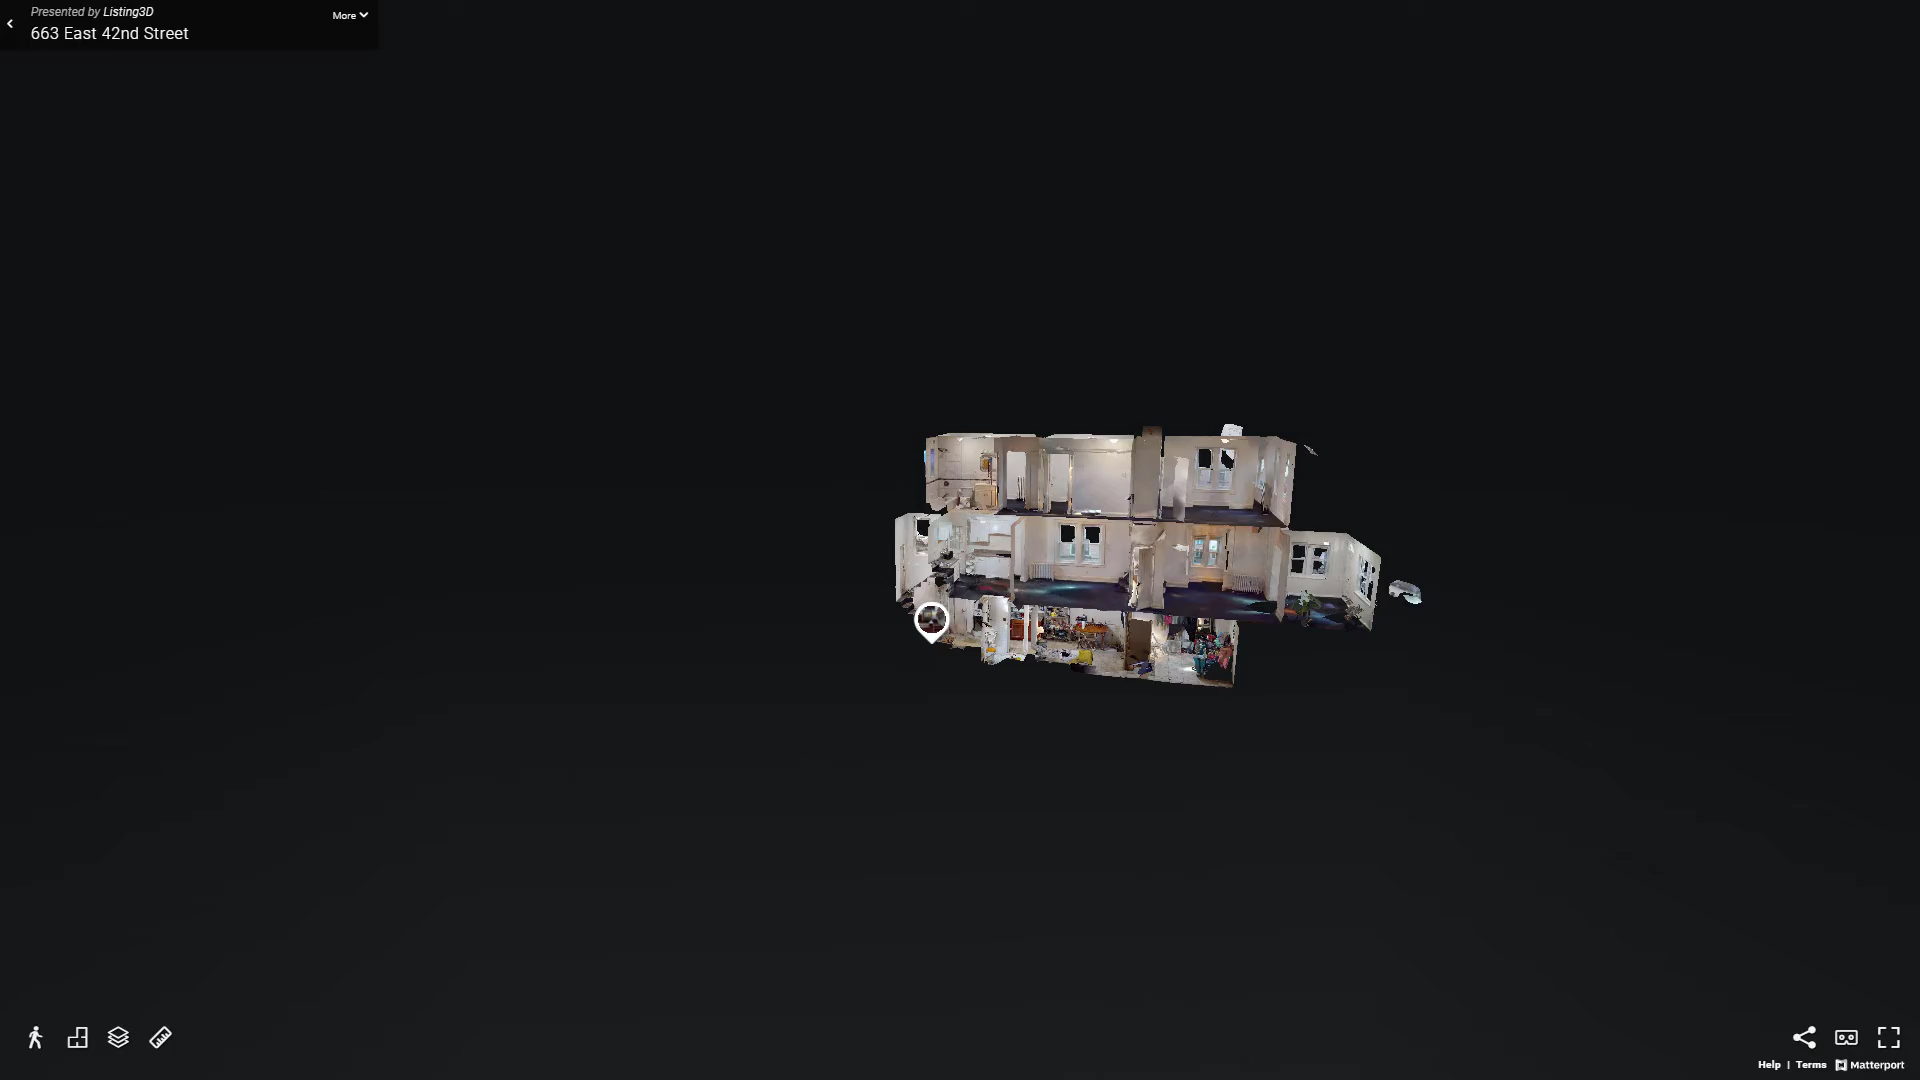 Presented by Listing3D
More
663 East 42nd Street
Help | Terms Matterport